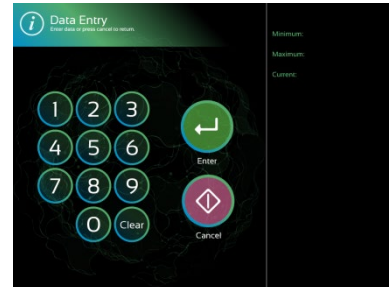 Data Entry
Enter data or press cancel to return.
Minimum:
Maximum:
Current:
1 2 3
4 5 6
7 8 9
0 Clear
Enter
Cancel